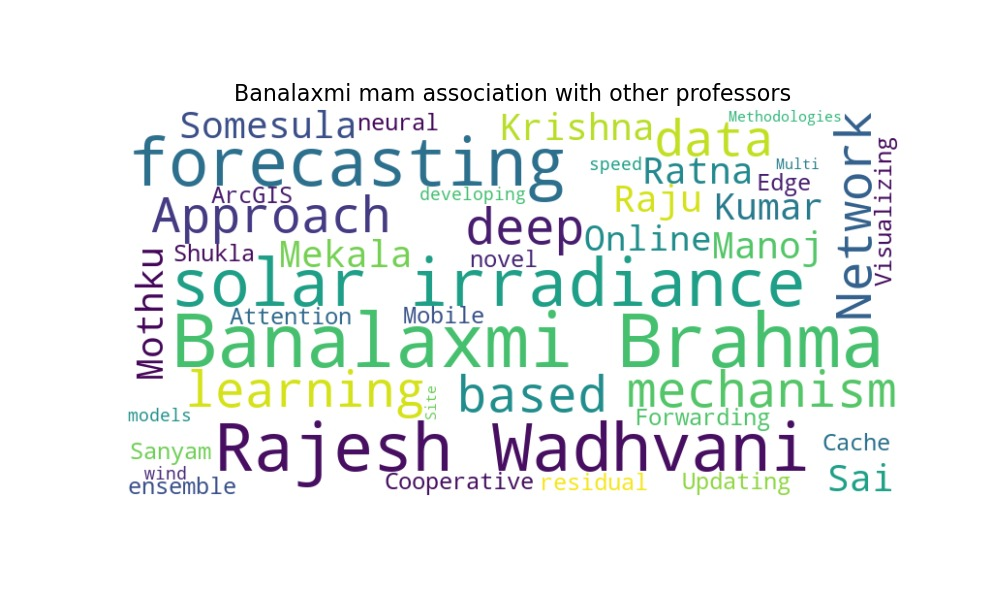 Banalaxmi mam association with other professors
Somesula
neural
Krishna
data
Methodologies
Network
forecasting
speed
Ratna
Multi
Edge
Visualizing
ArcGIS
developing
Approach
deep
Raju
Kumar
Online
Manoj
Shukla
Mekala
novel
Mothku
solar irradiance
Attention
Mobile
Banalaxmi Brahma
learning
Site
based
mechanism
models
Forwarding
Sanyam
Rajesh Wadhvani
Cache
wind
ensemble
Cooperative
residual
Updating
Sai